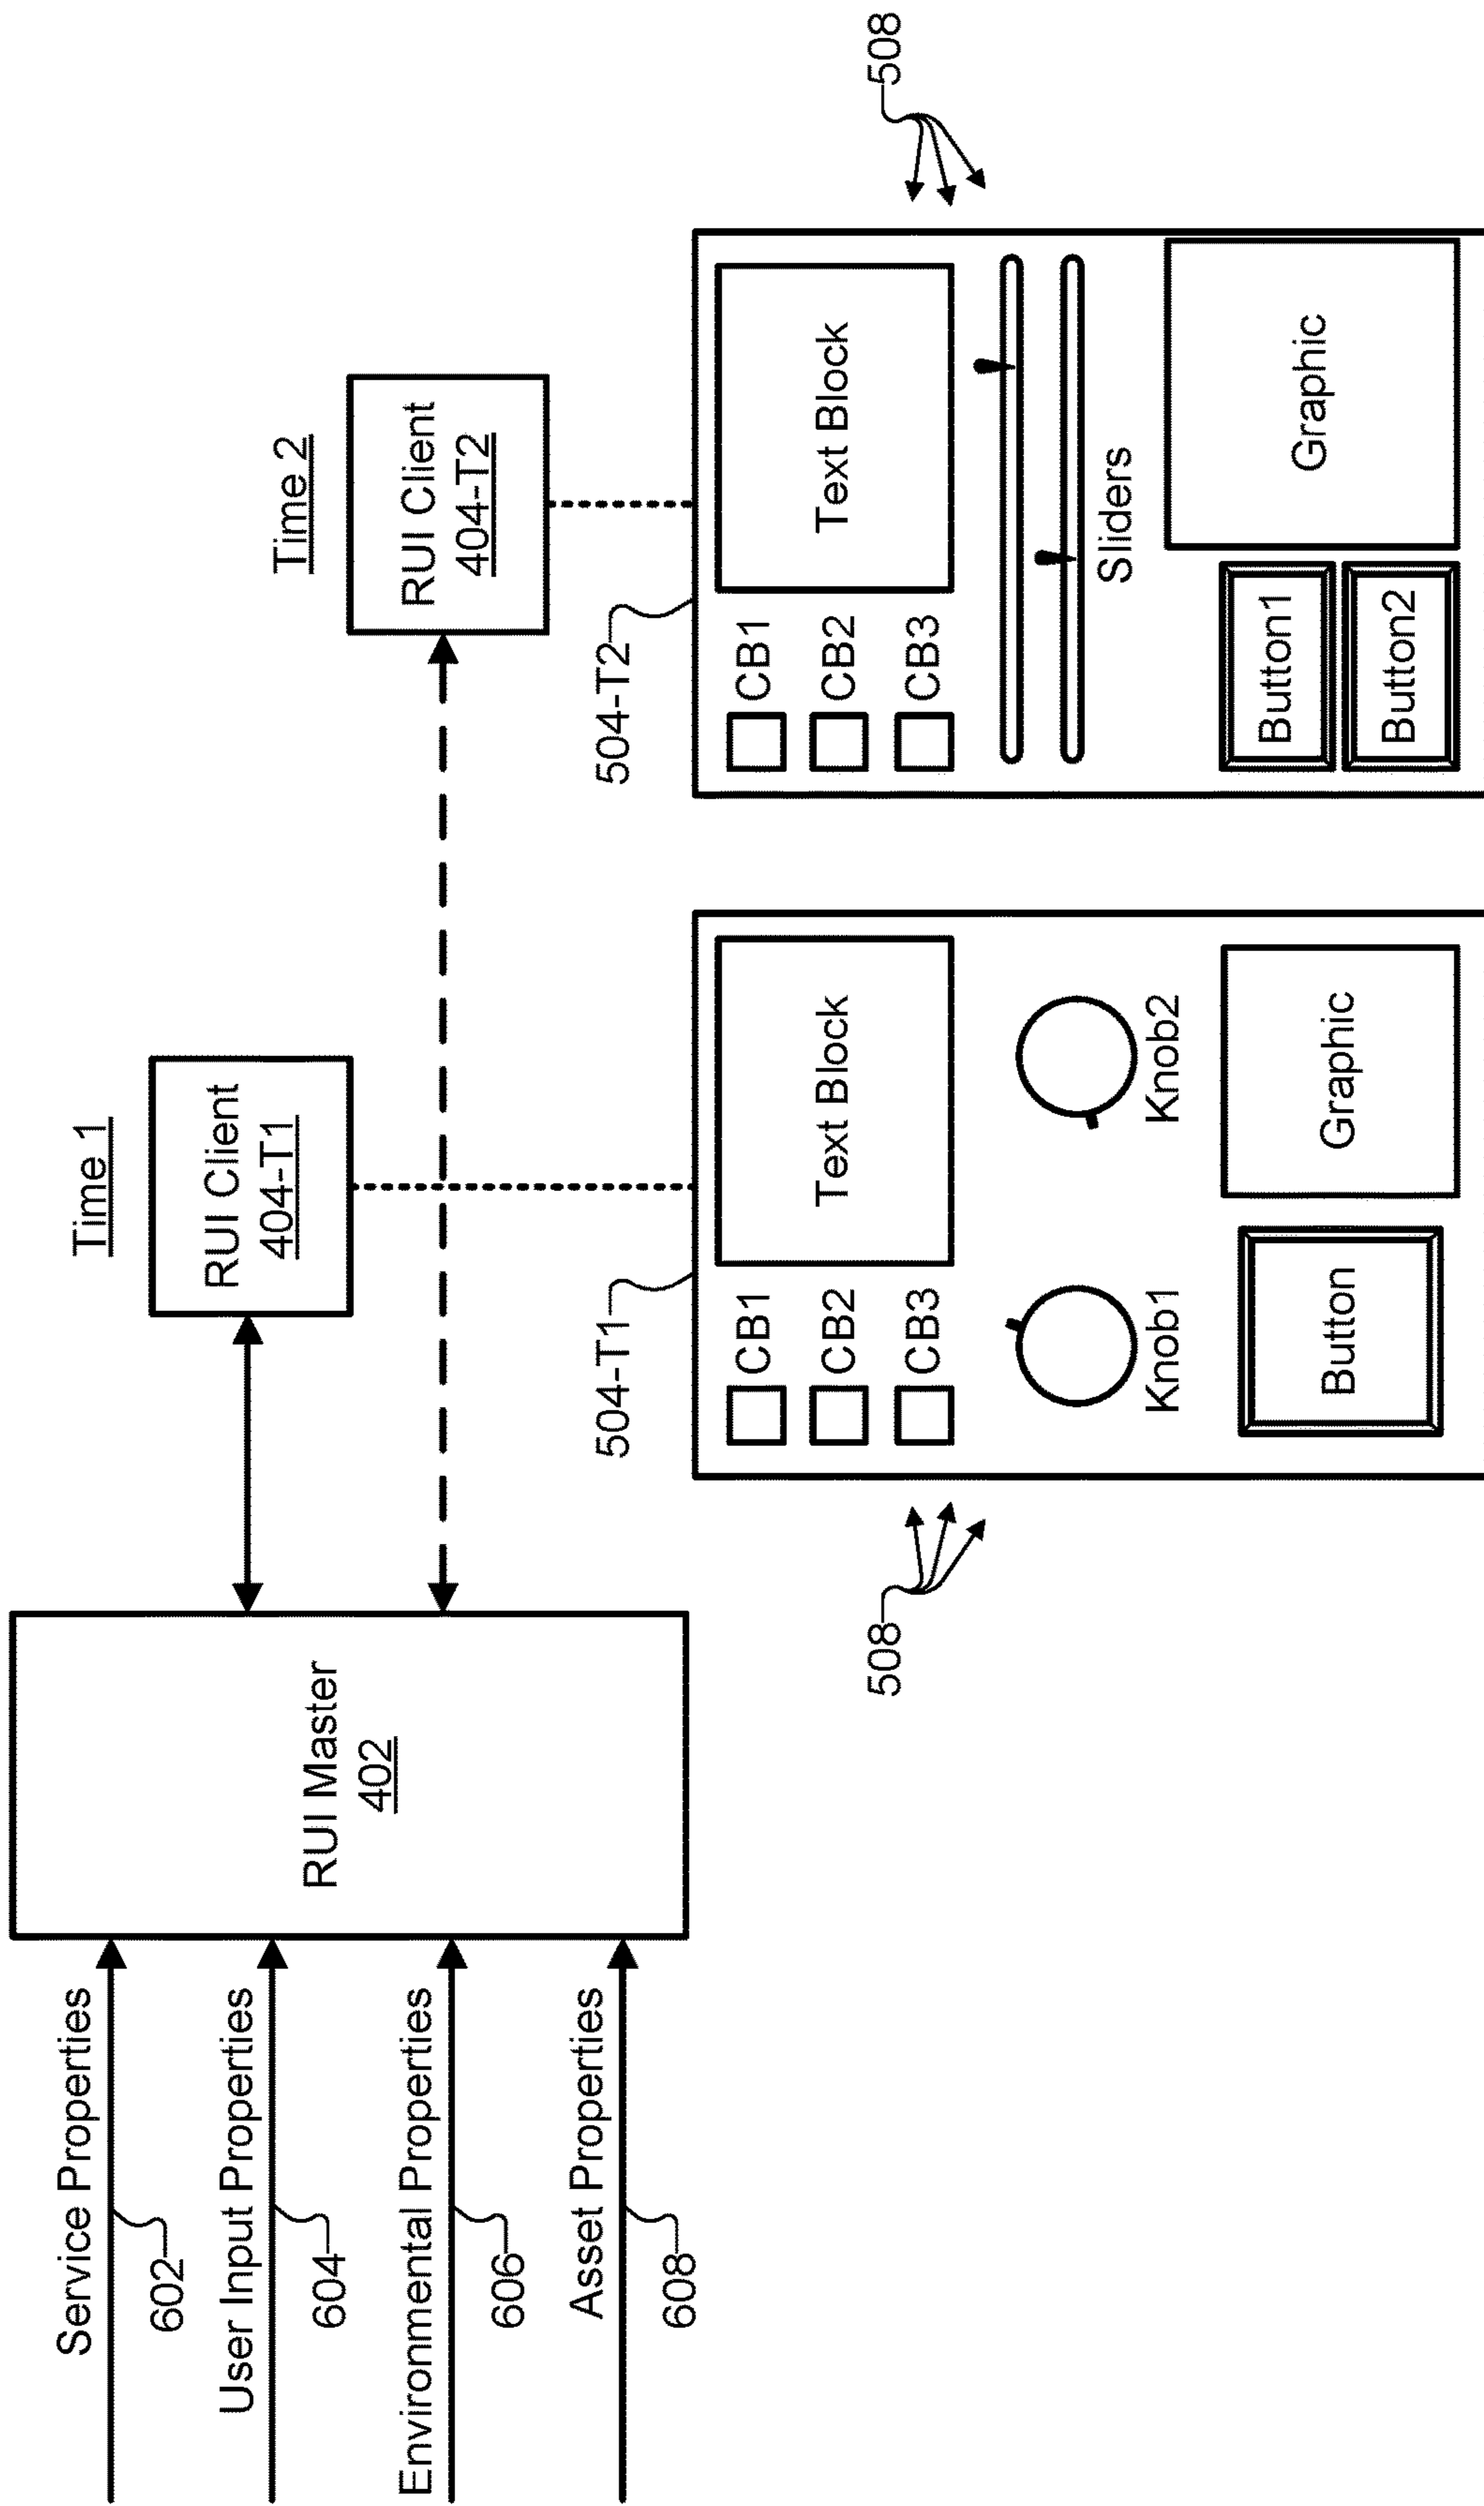 Service Properties
602
User Input Properties
604
Environmental Properties
606
Asset Properties
608
RUI Master
402
Time 1
RUI Client
404-T1
Time 2
RUI Client
404-T2
504-T1
508
CB1
CB2
CB3
Text Block
Knob1
Knob2
Button
Graphic
504-T2
508
CB1
CB2
CB3
Text Block
Sliders
Button1
Button2
Graphic